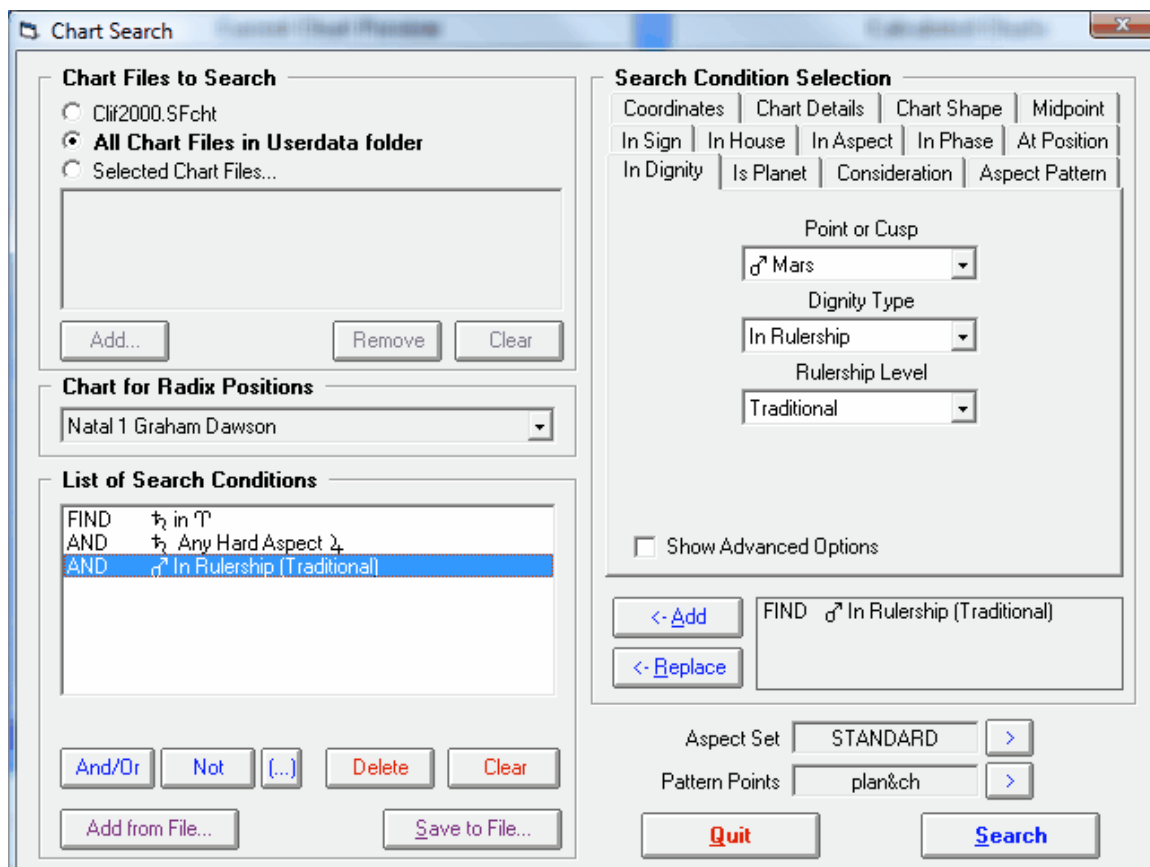 Chart Search
Chart Files to Search
Clif2000.SFcht
All Chart Files in Userdata folder
Selected Chart Files...
Add...
Remove
Clear
Chart for Radix Positions
Natal 1 Graham Dawson
List of Search Conditions
FIND ♄ in ♈
AND ♄ Any Hard Aspect ♃
AND ♂ In Rulership (Traditional)
And/Or
Not
(...)
Delete
Clear
Add from File...
Save to File...
Search Condition Selection
Coordinates
Chart Details
Chart Shape
Midpoint
In Sign
In House
In Aspect
In Phase
At Position
In Dignity
Is Planet
Consideration
Aspect Pattern
Point or Cusp
♂ Mars
Dignity Type
In Rulership
Rulership Level
Traditional
Show Advanced Options
<- Add
<- Replace
FIND ♂ In Rulership (Traditional)
Aspect Set
STANDARD
>
Pattern Points
plan&ch
>
Quit
Search